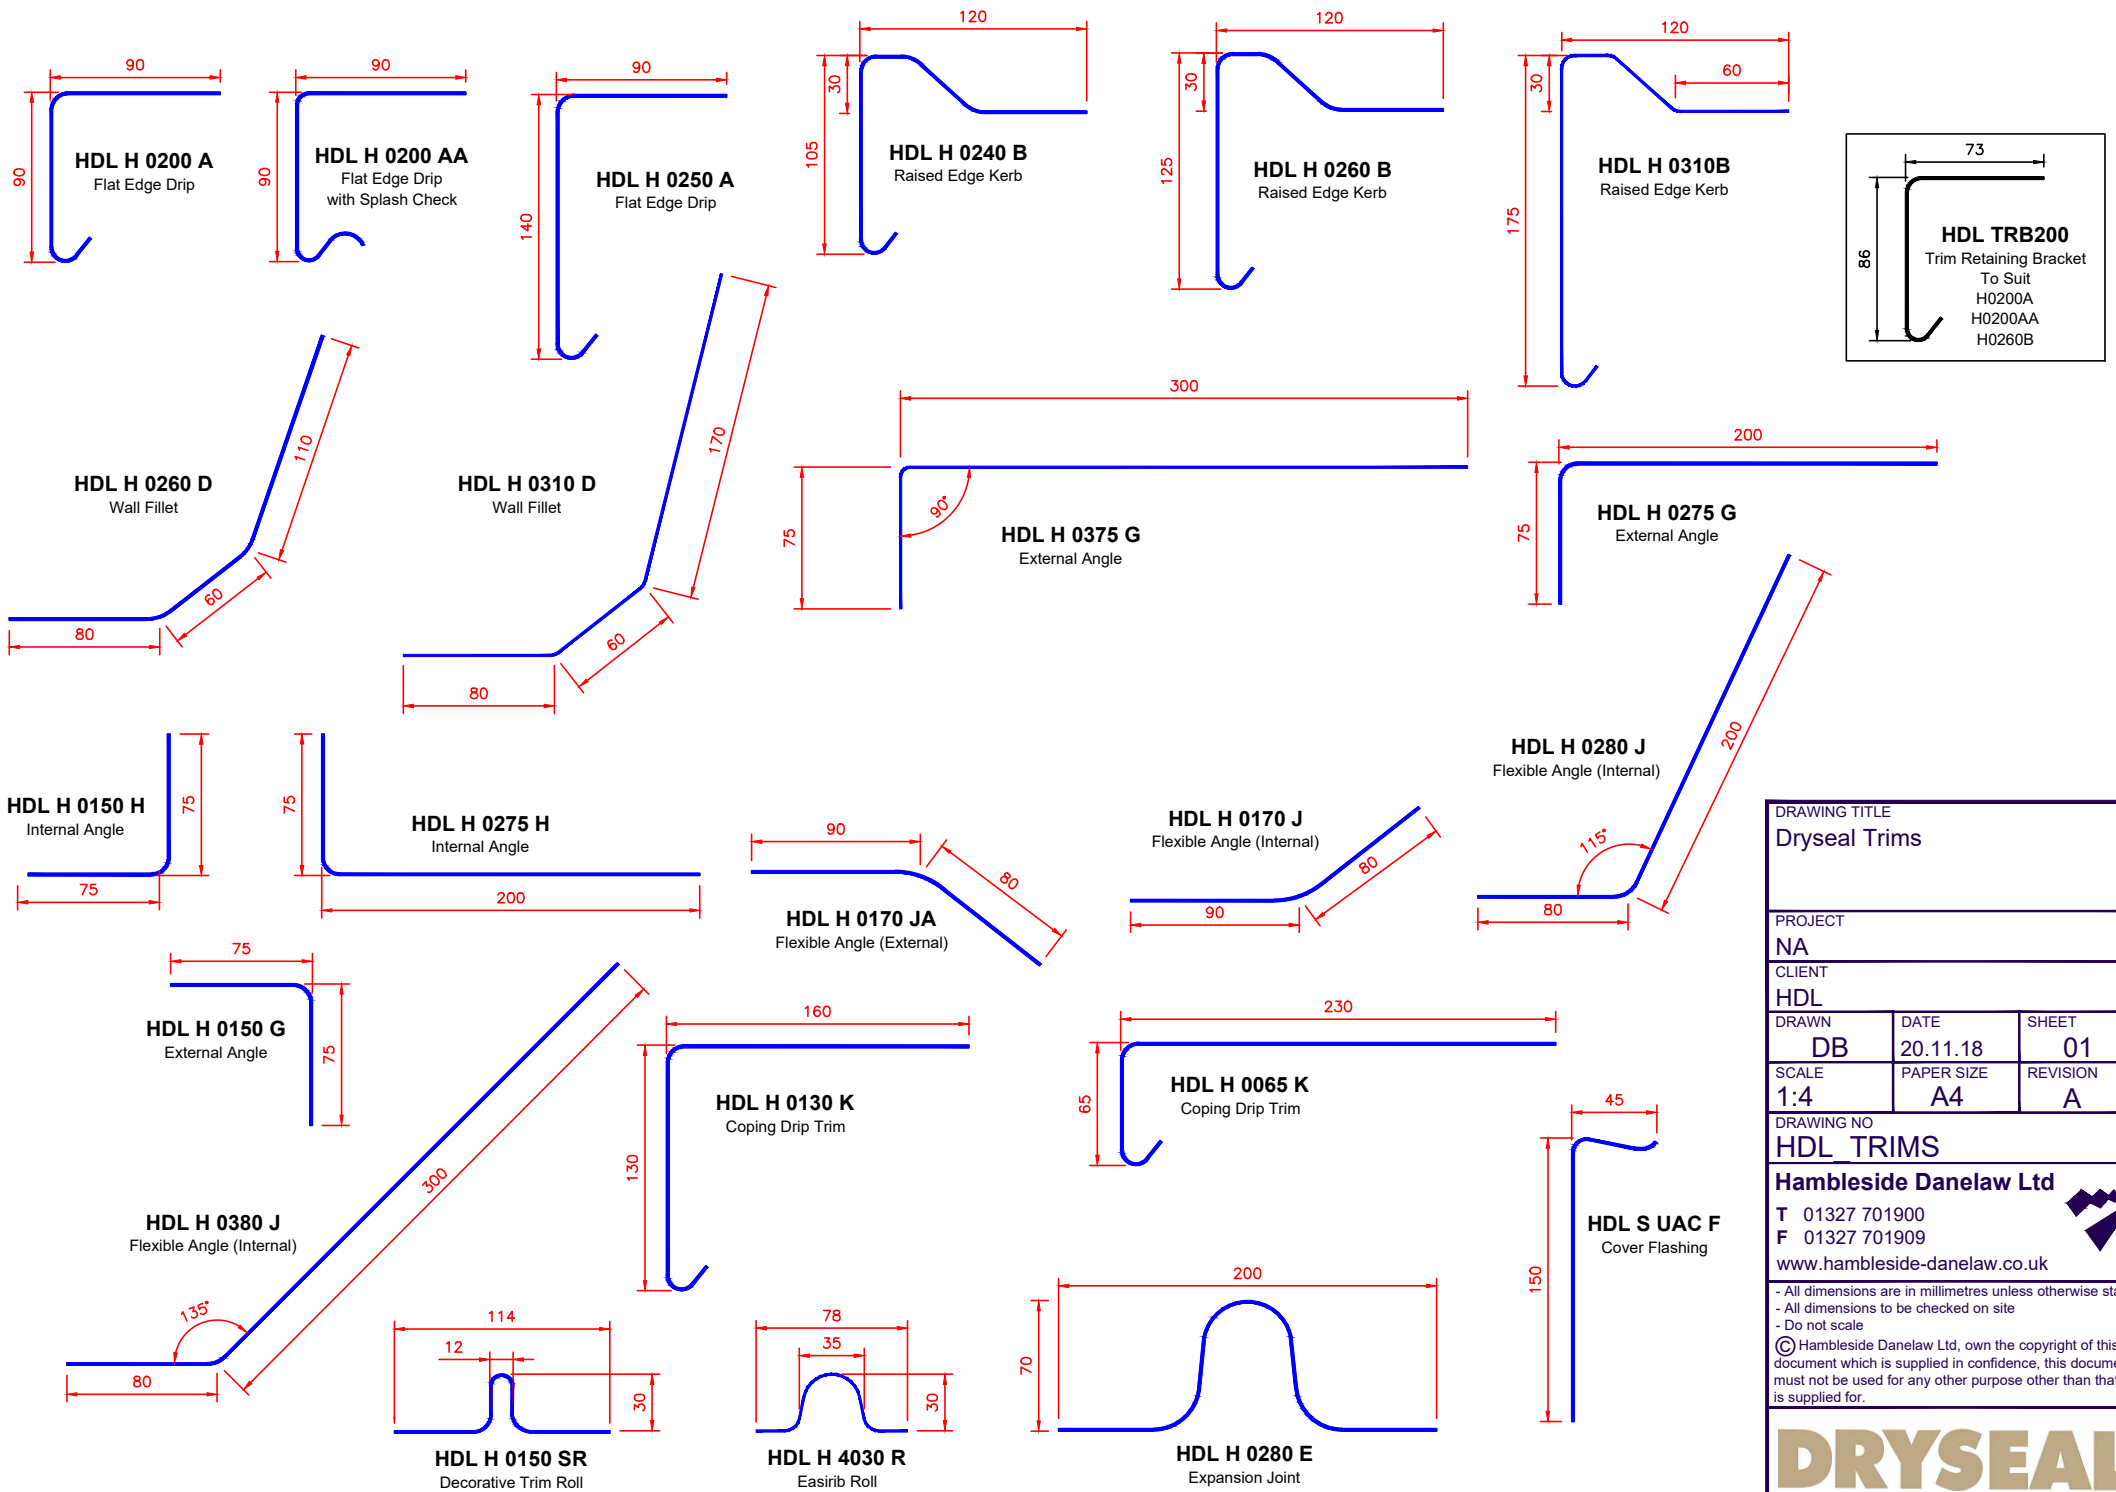 90
90
HDL H 0200 A
Flat Edge Drip
90
90
HDL H 0200 AA
Flat Edge Drip
with Splash Check
90
140
HDL H 0250 A
Flat Edge Drip
120
30
105
HDL H 0240 B
Raised Edge Kerb
120
30
125
HDL H 0260 B
Raised Edge Kerb
120
60
30
175
HDL H 0310B
Raised Edge Kerb
73
86
HDL TRB200
Trim Retaining Bracket
To Suit
H0200A
H0200AA
H0260B
110
60
80
HDL H 0260 D
Wall Fillet
170
60
80
HDL H 0310 D
Wall Fillet
300
75
90°
HDL H 0375 G
External Angle
200
75
HDL H 0275 G
External Angle
75
75
HDL H 0150 H
Internal Angle
75
200
HDL H 0275 H
Internal Angle
90
80
HDL H 0170 JA
Flexible Angle (External)
HDL H 0170 J
Flexible Angle (Internal)
80
90
HDL H 0280 J
Flexible Angle (Internal)
200
115°
80
75
75
HDL H 0150 G
External Angle
300
135°
80
HDL H 0380 J
Flexible Angle (Internal)
160
130
HDL H 0130 K
Coping Drip Trim
230
65
HDL H 0065 K
Coping Drip Trim
45
150
HDL S UAC F
Cover Flashing
114
12
30
HDL H 0150 SR
Decorative Trim Roll
78
35
30
HDL H 4030 R
Easirib Roll
200
70
HDL H 0280 E
Expansion Joint
DRAWING TITLE
Dryseal Trims
PROJECT
NA
CLIENT
HDL
DRAWN DATE SHEET
DB 20.11.18 01
SCALE PAPER SIZE REVISION
1:4 A4 A
DRAWING NO
HDL_TRIMS
Hambleside Danelaw Ltd
T 01327 701900
F 01327 701909
www.hambleside-danelaw.co.uk
- All dimensions are in millimetres unless otherwise
- All dimensions to be checked on site
- Do not scale
© Hambleside Danelaw Ltd, own the copyright of this
document which is supplied in confidence, this
must not be used for any other purpose other than that
is supplied for.
DRYSEAL